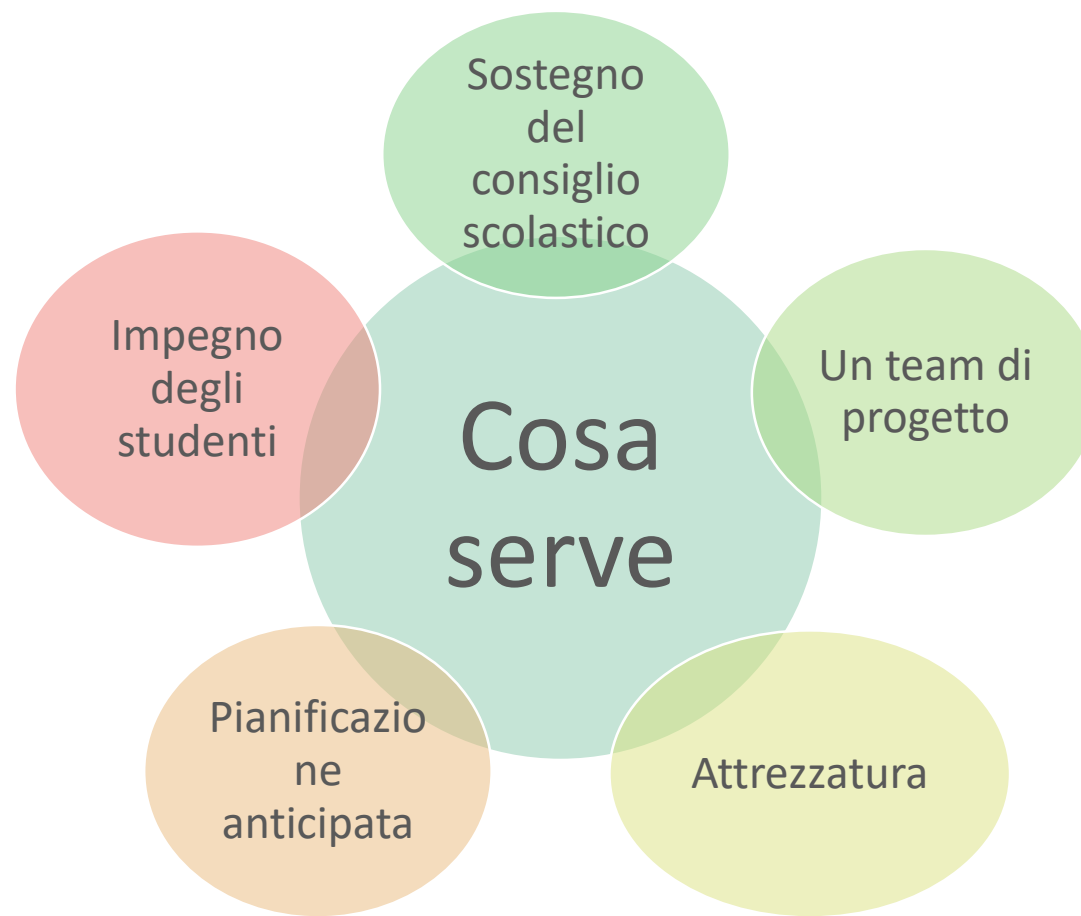 Sostegno
del
consiglio
scolastico
Un team di
progetto
Attrezzatura
Pianificazio
ne
anticipata
Impegno
degli
studenti
Cosa
serve